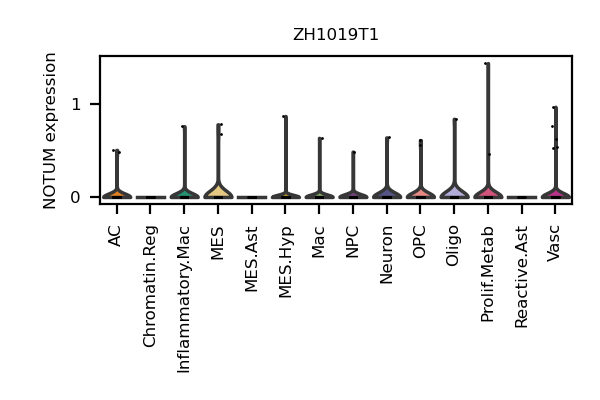 ZH1019T1
NOTUM expression
1
0
AC
Chromatin.Reg
Inflammatory.Mac
MES
MES.Ast
MES.Hyp
Mac
NPC
Neuron
OPC
Oligo
Prolif.Metab
Reactive.Ast
Vasc